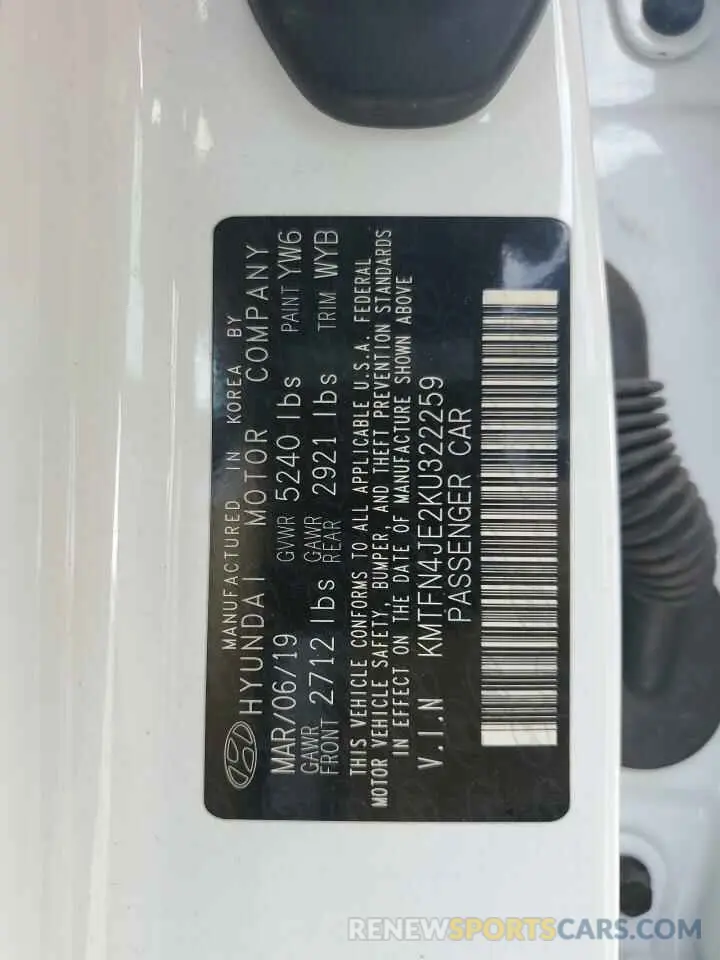 MANUFACTURED IN KOREA BY
HYUNDAI MOTOR COMPANY
MAR/06/19 GVWR 5240 lbs PAINT YW6
GAWR FRONT 2712 lbs GAWR REAR 2921 lbs TRIM WYB
THIS VEHICLE CONFORMS TO ALL APPLICABLE U.S.A. FEDERAL
MOTOR VEHICLE SAFETY, BUMPER, AND THEFT PREVENTION STANDARDS
IN EFFECT ON THE DATE OF MANUFACTURE SHOWN ABOVE
V.I.N KMTFN4JE2KU322259
PASSENGER CAR
RENEWSPORTSCARS.COM